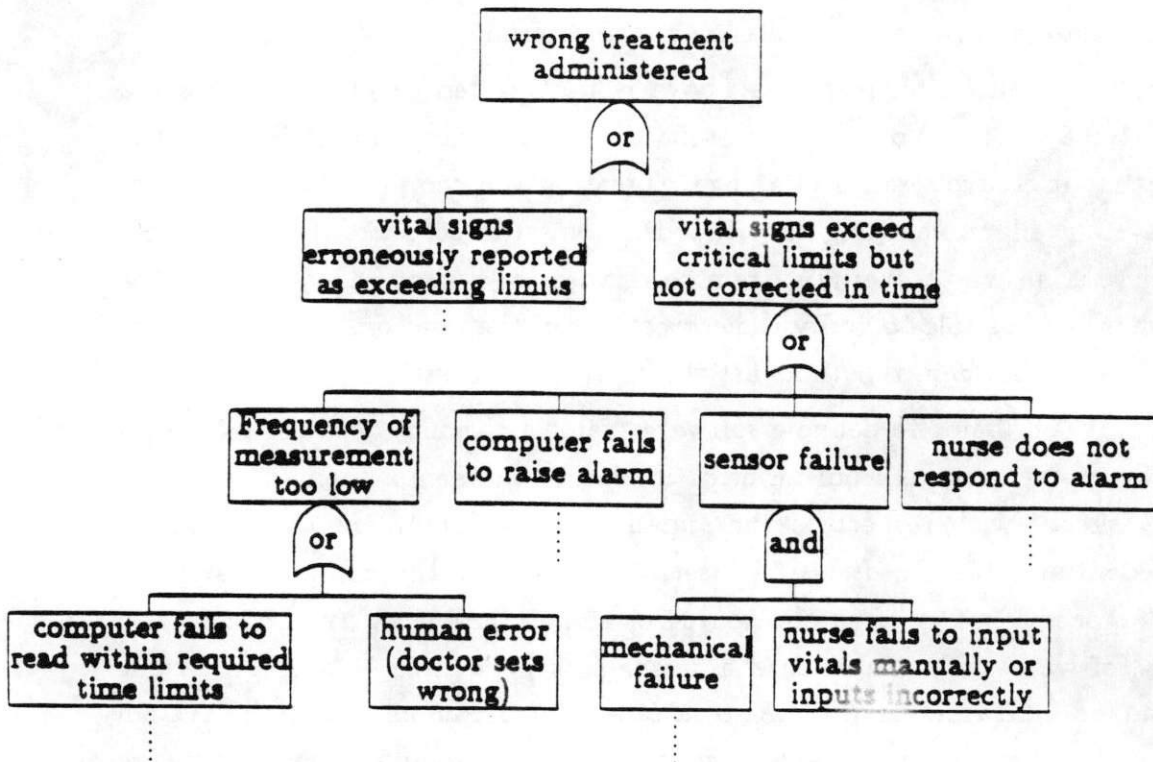 wrong treatment
administered
or
vital signs
erroneously reported
as exceeding limits
vital signs exceed
critical limits but
not corrected in time
or
Frequency of
measurement
too low
computer fails
to raise alarm
sensor failure
nurse does not
respond to alarm
or
and
computer fails to
read within required
time limits
human error
(doctor sets
wrong)
mechanical
failure
nurse fails to input
vitals manually or
inputs incorrectly